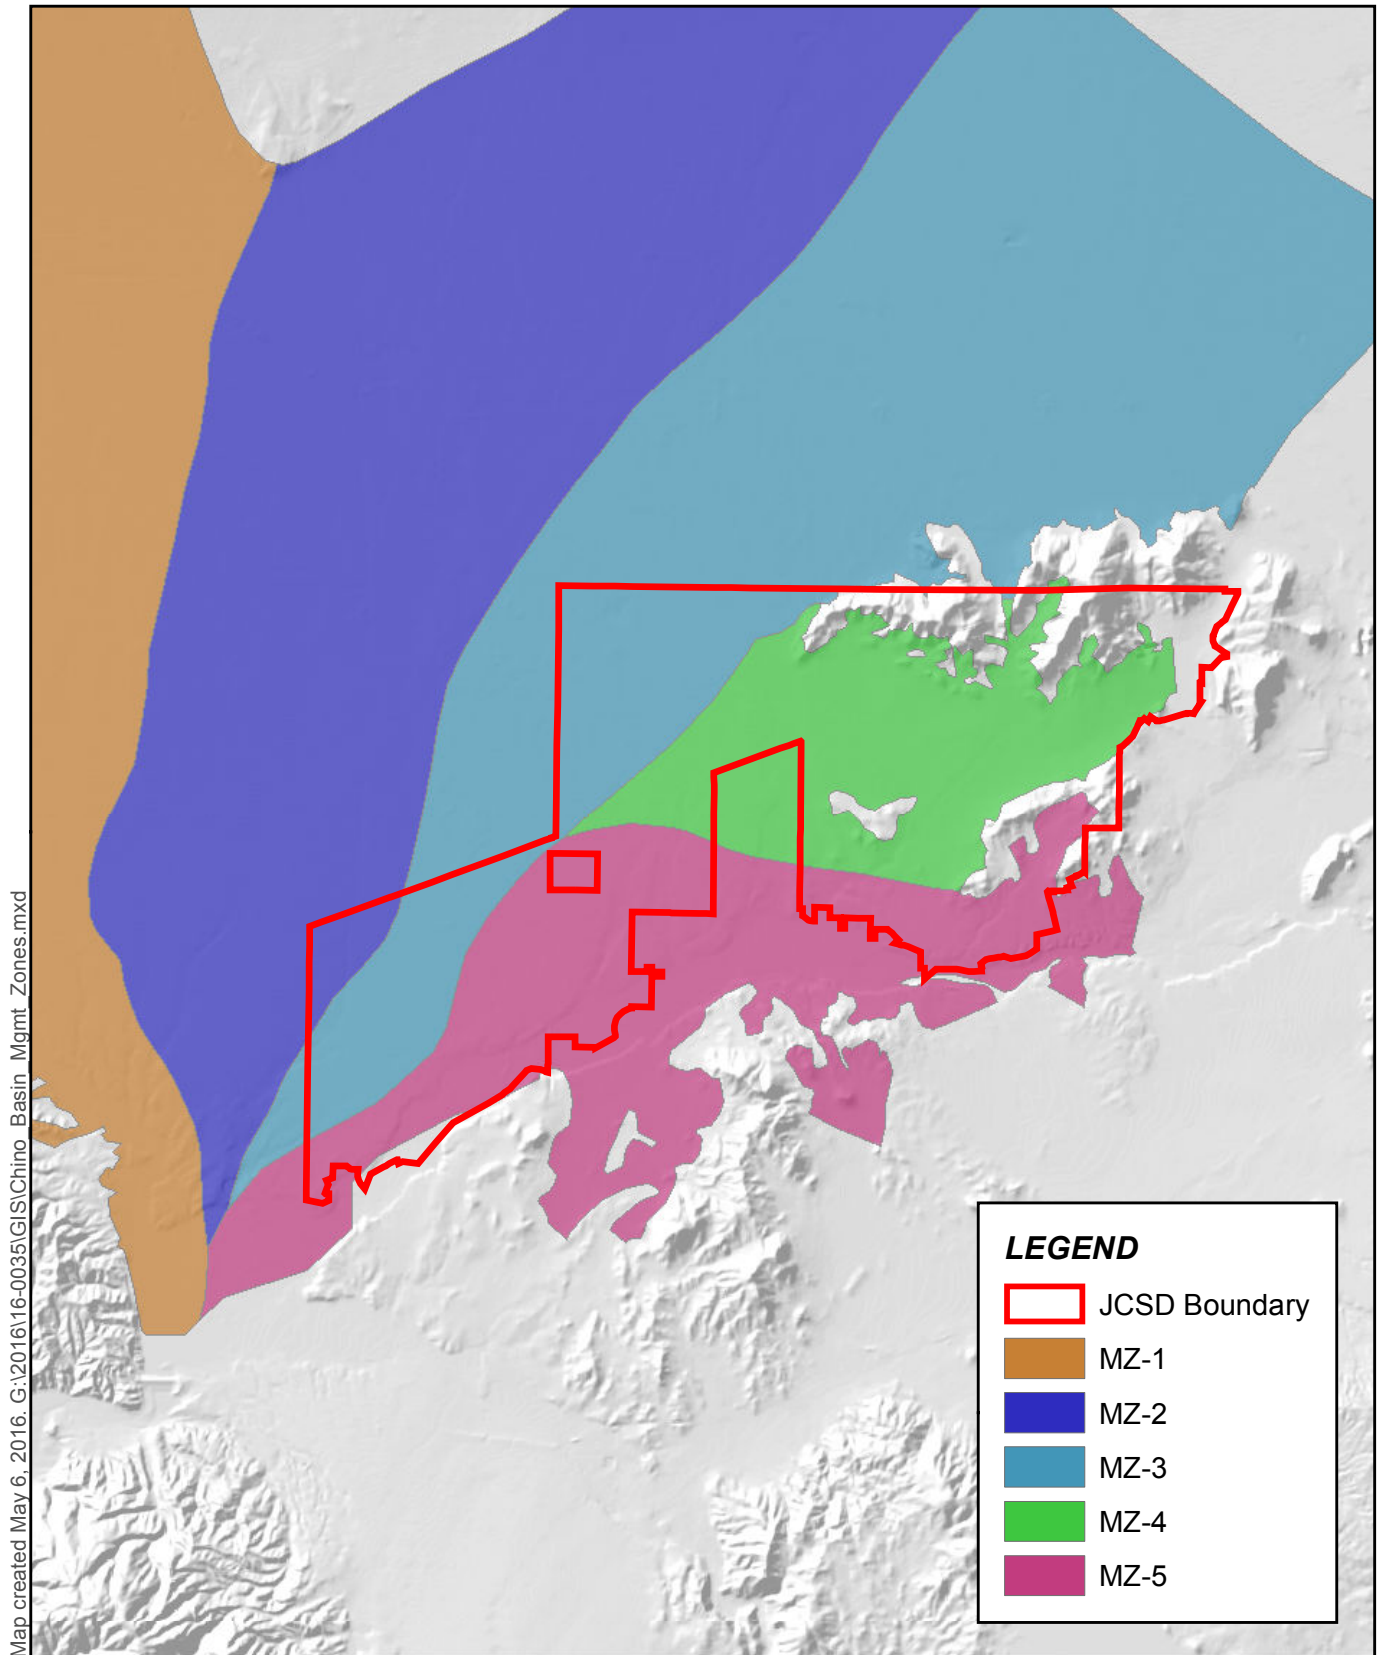 Map created May 6, 2016. G:\2016\16-0035\GIS\Chino_Basin_Mgmt_Zones.mxd
LEGEND
JCSD Boundary
MZ-1
MZ-2
MZ-3
MZ-4
MZ-5